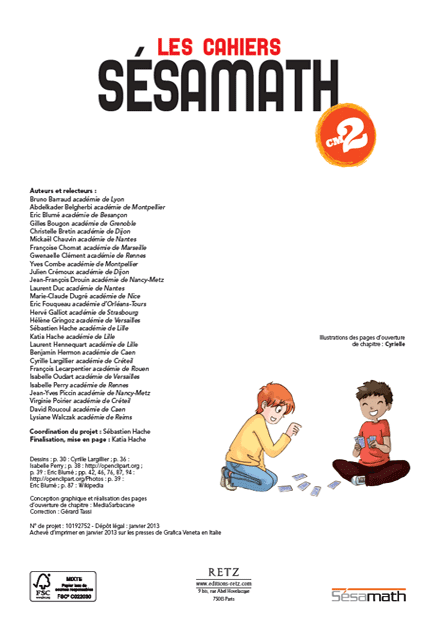 LES CAHIERS
SÉSAMATH
CM2
Auteurs et relecteurs :
Bruno Barraud académie de Lyon
Abdelkader Belgherbi académie de Montpellier
Eric Blumé académie de Besançon
Gilles Bougon académie de Grenoble
Christelle Bretin académie de Dijon
Mickaël Chauvin académie de Nantes
Françoise Chomat académie de Marseille
Gwenaelle Clément académie de Rennes
Yves Combe académie de Montpellier
Julien Crémoux académie de Dijon
Jean-François Drouin académie de Nancy-Metz
Laurent Duc académie de Nantes
Marie-Claude Dugré académie de Nice
Eric Fouqueau académie d'Orléans-Tours
Hervé Galliot académie de Strasbourg
Hélène Gringoz académie de Versailles
Sébastien Hache académie de Lille
Katia Hache académie de Lille
Laurent Hennequart académie de Lille
Benjamin Hermon académie de Caen
Cyrille Largillier académie de Créteil
François Lecarpentier académie de Rouen
Isabelle Oudart académie de Versailles
Isabelle Perry académie de Rennes
Jean-Yves Piccin académie de Nancy-Metz
Virginie Poirier académie de Créteil
David Roucoul académie de Caen
Lysiane Walczak académie de Reims
Illustrations des pages d'ouverture
de chapitre : Cyrielle
Coordination du projet : Sébastien Hache
Finalisation, mise en page : Katia Hache
Dessins : p. 30 : Cyrille Largillier ; p. 36 :
Isabelle Perry ; p. 38 : http://openclipart.org ;
p. 39 : Eric Blumé ; pp. 42, 46, 76, 87, 94 :
http://openclipart.org/Photos : p. 39 :
Eric Blumé ; p. 87 : Wikipedia
Conception graphique et réalisation des pages
d'ouverture de chapitre : MediaSarbacane
Correction : Gérard Tassi
N° de projet : 10192752 - Dépôt légal : janvier 2013
Achevé d'imprimer en janvier 2013 sur les presses de Grafica Veneta en Italie
FSC
MIXTE
Papier issu de
sources responsables
FSC® C023030
RETZ
www.editions-retz.com
9 bis, rue Abel Hovelacque
75013 Paris
Sésamath